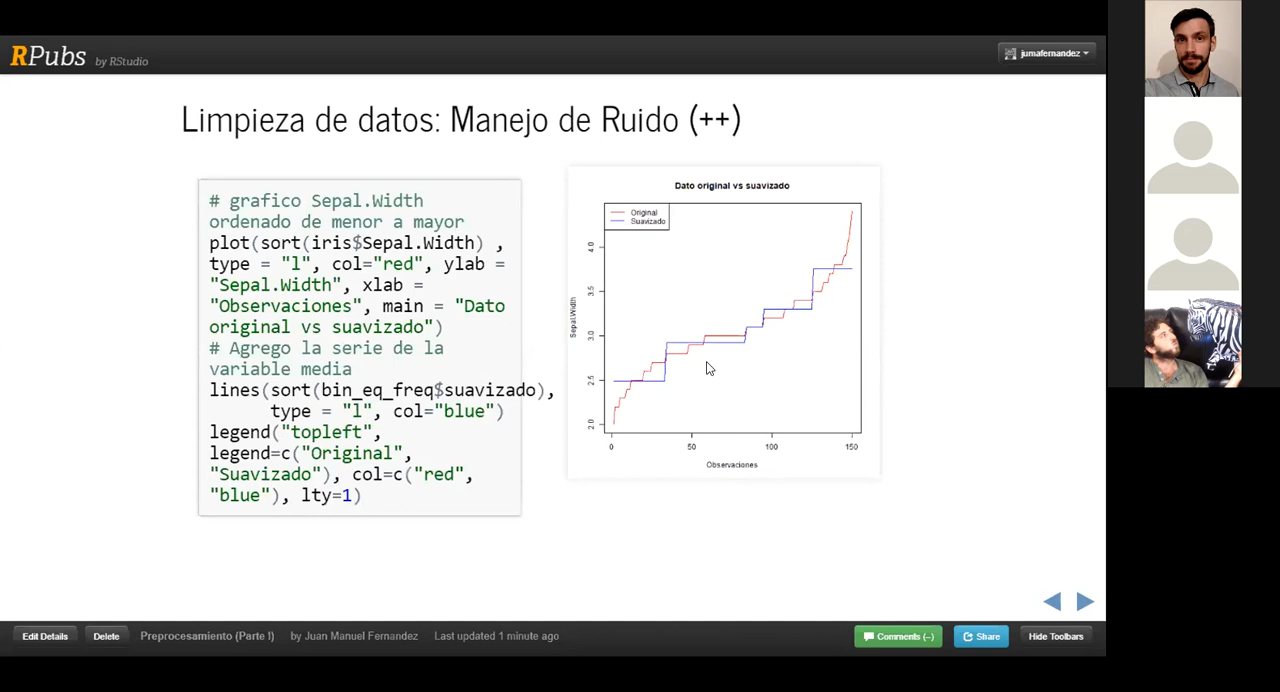 RPubs by RStudio
jumafernandez
Limpieza de datos: Manejo de Ruido (++)
# grafico Sepal.Width
ordenado de menor a mayor
plot(sort(iris$Sepal.Width) ,
type = "l", col="red", ylab =
"Sepal.Width", xlab =
"Observaciones", main = "Dato
original vs suavizado")
# Agrego la serie de la
variable media
lines(sort(bin_eq_freq$suavizado),
type = "l", col="blue")
legend("topleft",
legend=c("Original",
"Suavizado"), col=c("red",
"blue"), lty=1)
Dato original vs suavizado
Original
Suavizado
Sepal.Width
4.0
3.5
3.0
2.5
2.0
0 50 100 150
Observaciones
Edit Details Delete Preprocesamiento (Parte I) by Juan Manuel Fernandez Last updated 1 minute ago Comments (–) Share Hide Toolbars